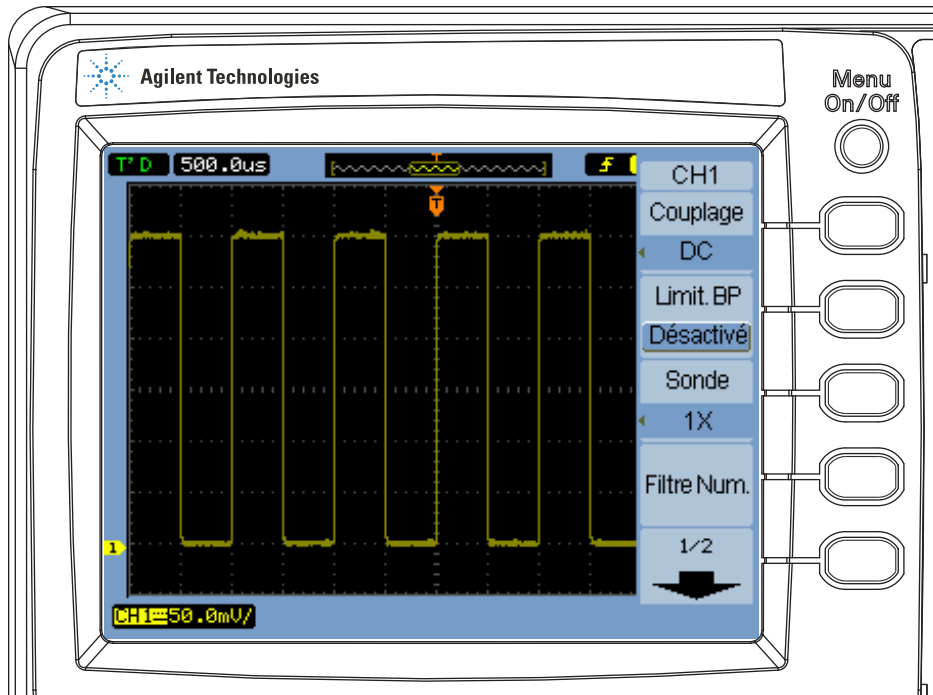 Agilent Technologies
Menu
On/Off
T'D 500.0us
T
CH1
Couplage
DC
Limit. BP
Désactivé
Sonde
1X
Filtre Num.
1/2
T
1
CH1 50.0mV/